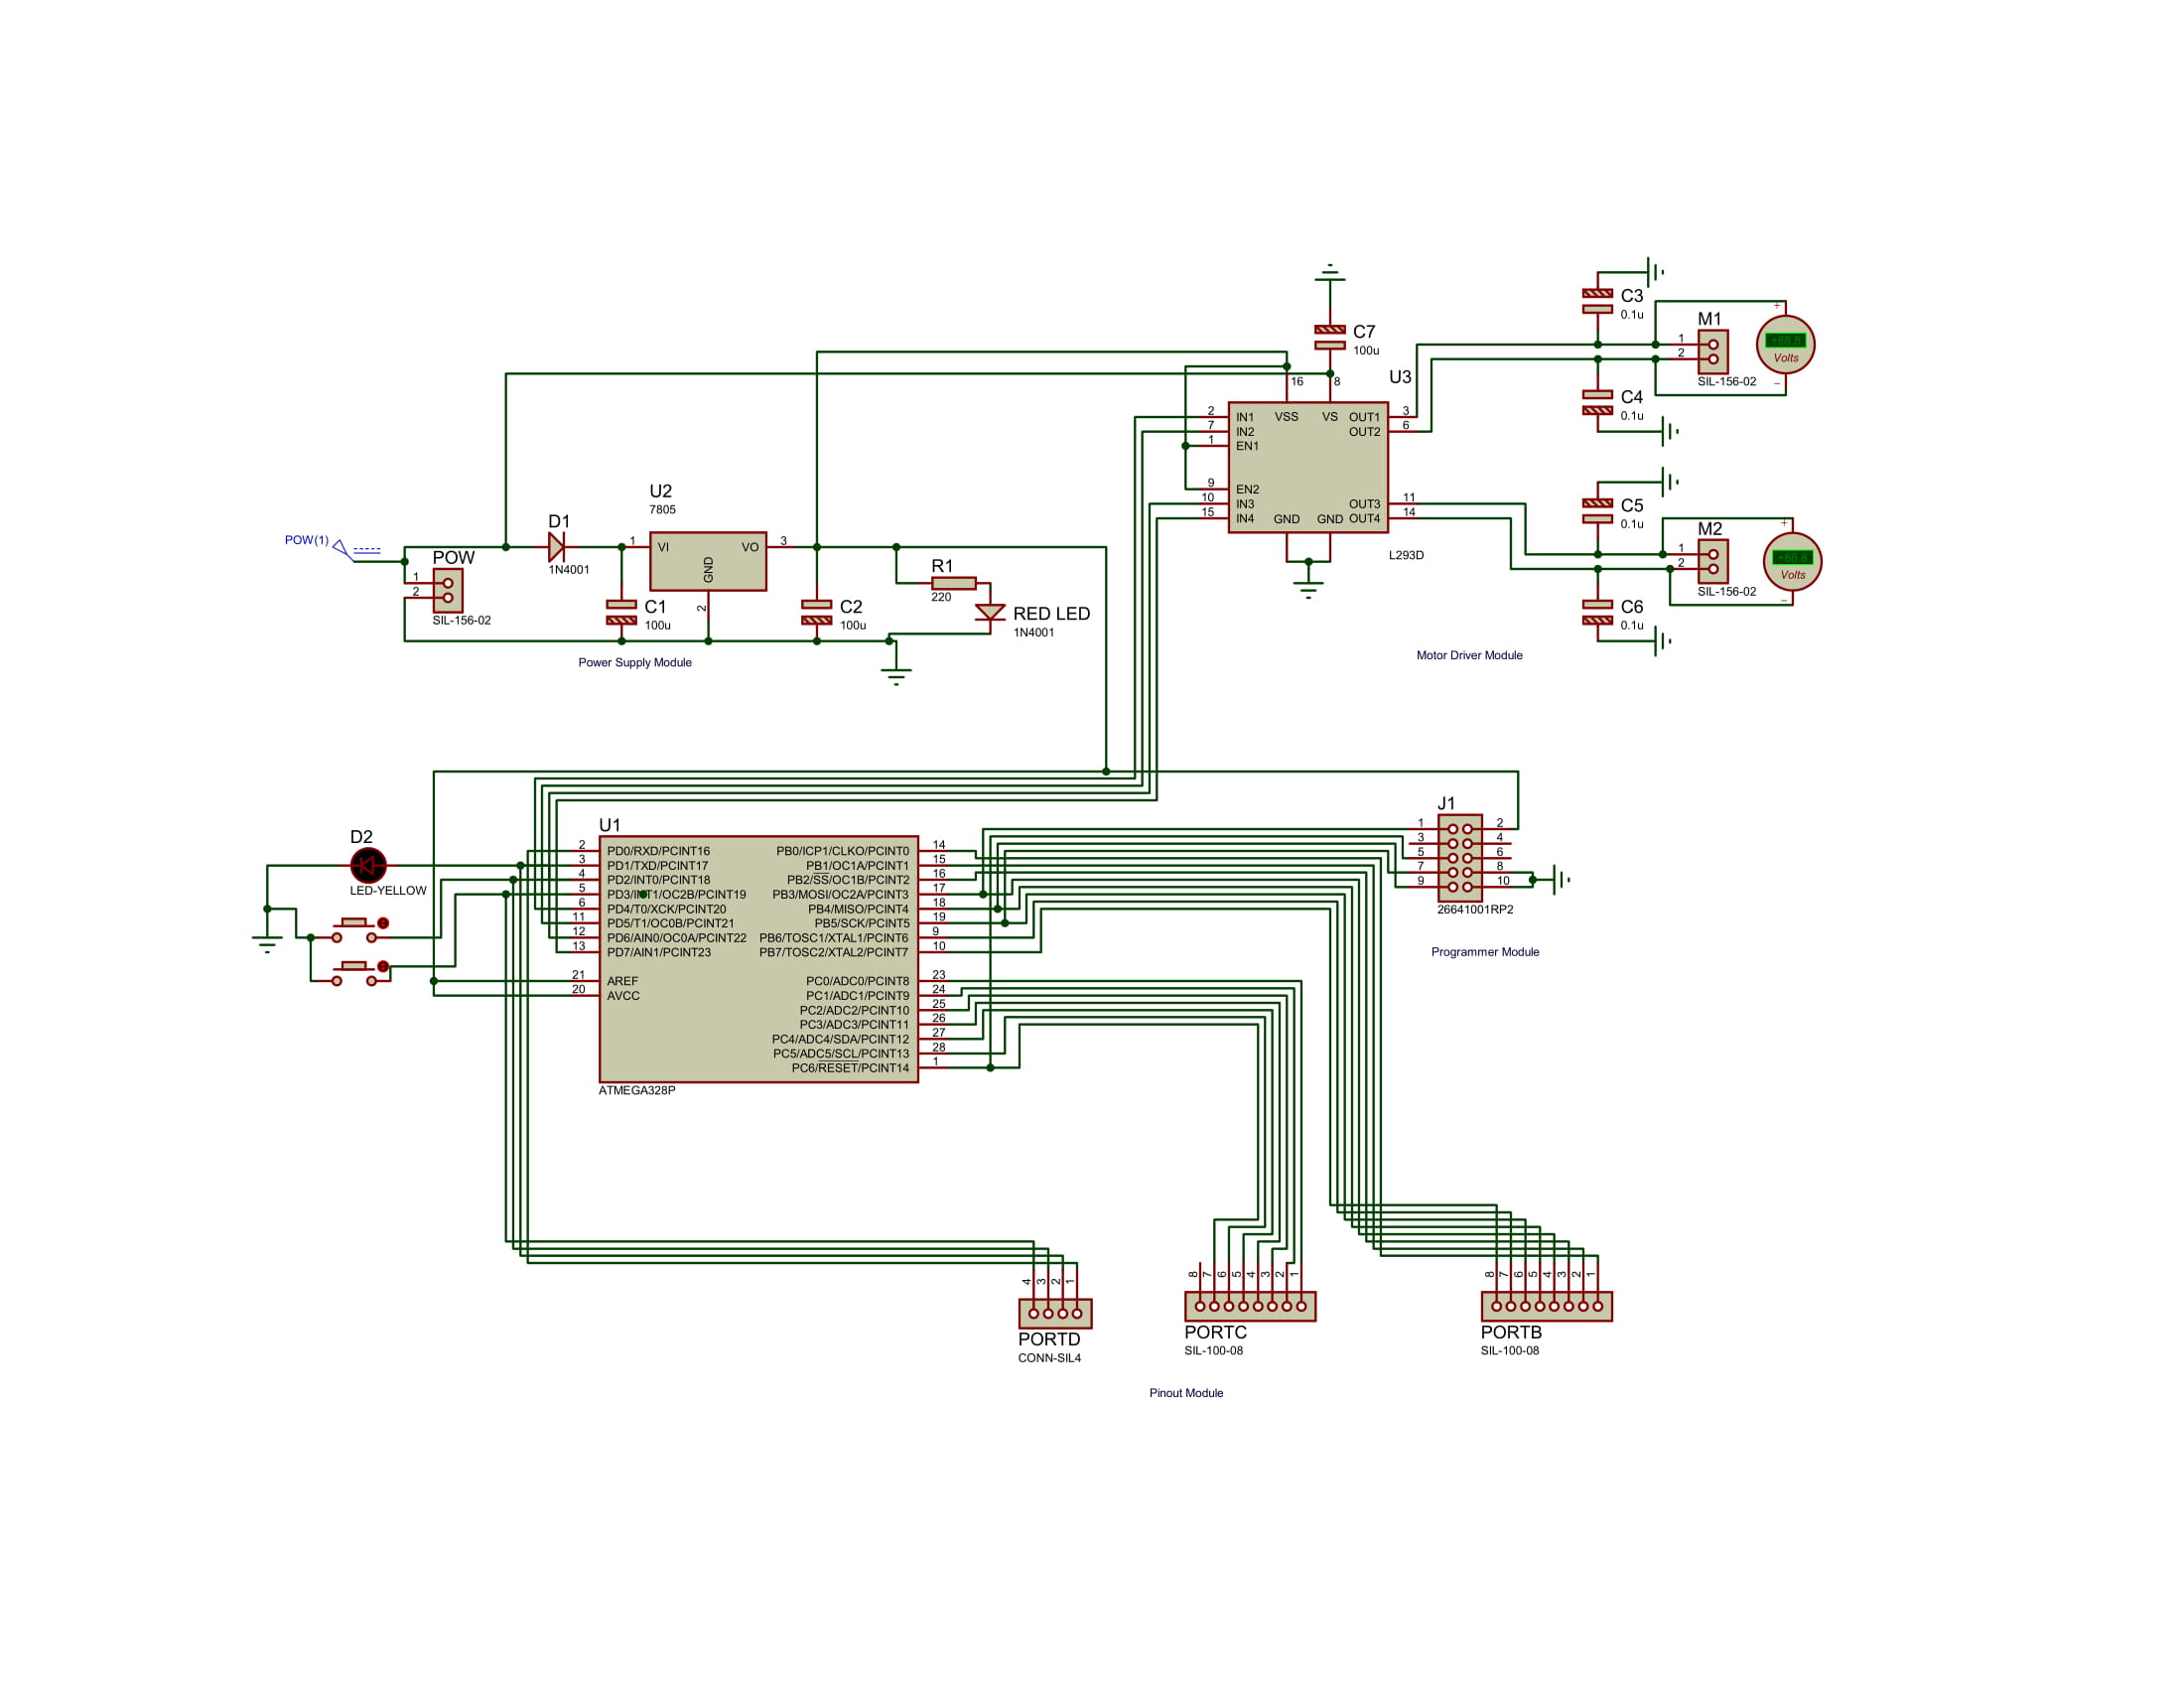 C7
100u
C3
0.1u
M1
1
2
SIL-156-02
+88.8
Volts
+
−
C4
0.1u
U3
16
8
2
7
1
9
10
15
IN1
IN2
EN1
EN2
IN3
IN4
VSS
VS
GND
GND
OUT1
OUT2
OUT3
OUT4
3
6
11
14
L293D
C5
0.1u
M2
1
2
SIL-156-02
+88.8
Volts
+
−
C6
0.1u
Motor Driver Module
POW(1)
POW
1
2
SIL-156-02
D1
1N4001
U2
7805
1
VI
VO
3
GND
2
C1
100u
C2
100u
R1
220
RED LED
1N4001
Power Supply Module
D2
LED-YELLOW
U1
2
PD0/RXD/PCINT16
3
PD1/TXD/PCINT17
4
PD2/INT0/PCINT18
5
PD3/INT1/OC2B/PCINT19
6
PD4/T0/XCK/PCINT20
11
PD5/T1/OC0B/PCINT21
12
PD6/AIN0/OC0A/PCINT22
13
PD7/AIN1/PCINT23
21
AREF
20
AVCC
PB0/ICP1/CLKO/PCINT0
14
PB1/OC1A/PCINT1
15
PB2/SS/OC1B/PCINT2
16
PB3/MOSI/OC2A/PCINT3
17
PB4/MISO/PCINT4
18
PB5/SCK/PCINT5
19
PB6/TOSC1/XTAL1/PCINT6
9
PB7/TOSC2/XTAL2/PCINT7
10
PC0/ADC0/PCINT8
23
PC1/ADC1/PCINT9
24
PC2/ADC2/PCINT10
25
PC3/ADC3/PCINT11
26
PC4/ADC4/SDA/PCINT12
27
PC5/ADC5/SCL/PCINT13
28
PC6/RESET/PCINT14
1
ATMEGA328P
J1
1
2
3
4
5
6
7
8
9
10
26641001RP2
Programmer Module
4
3
2
1
PORTD
CONN-SIL4
8
7
6
5
4
3
2
1
PORTC
SIL-100-08
8
7
6
5
4
3
2
1
PORTB
SIL-100-08
Pinout Module